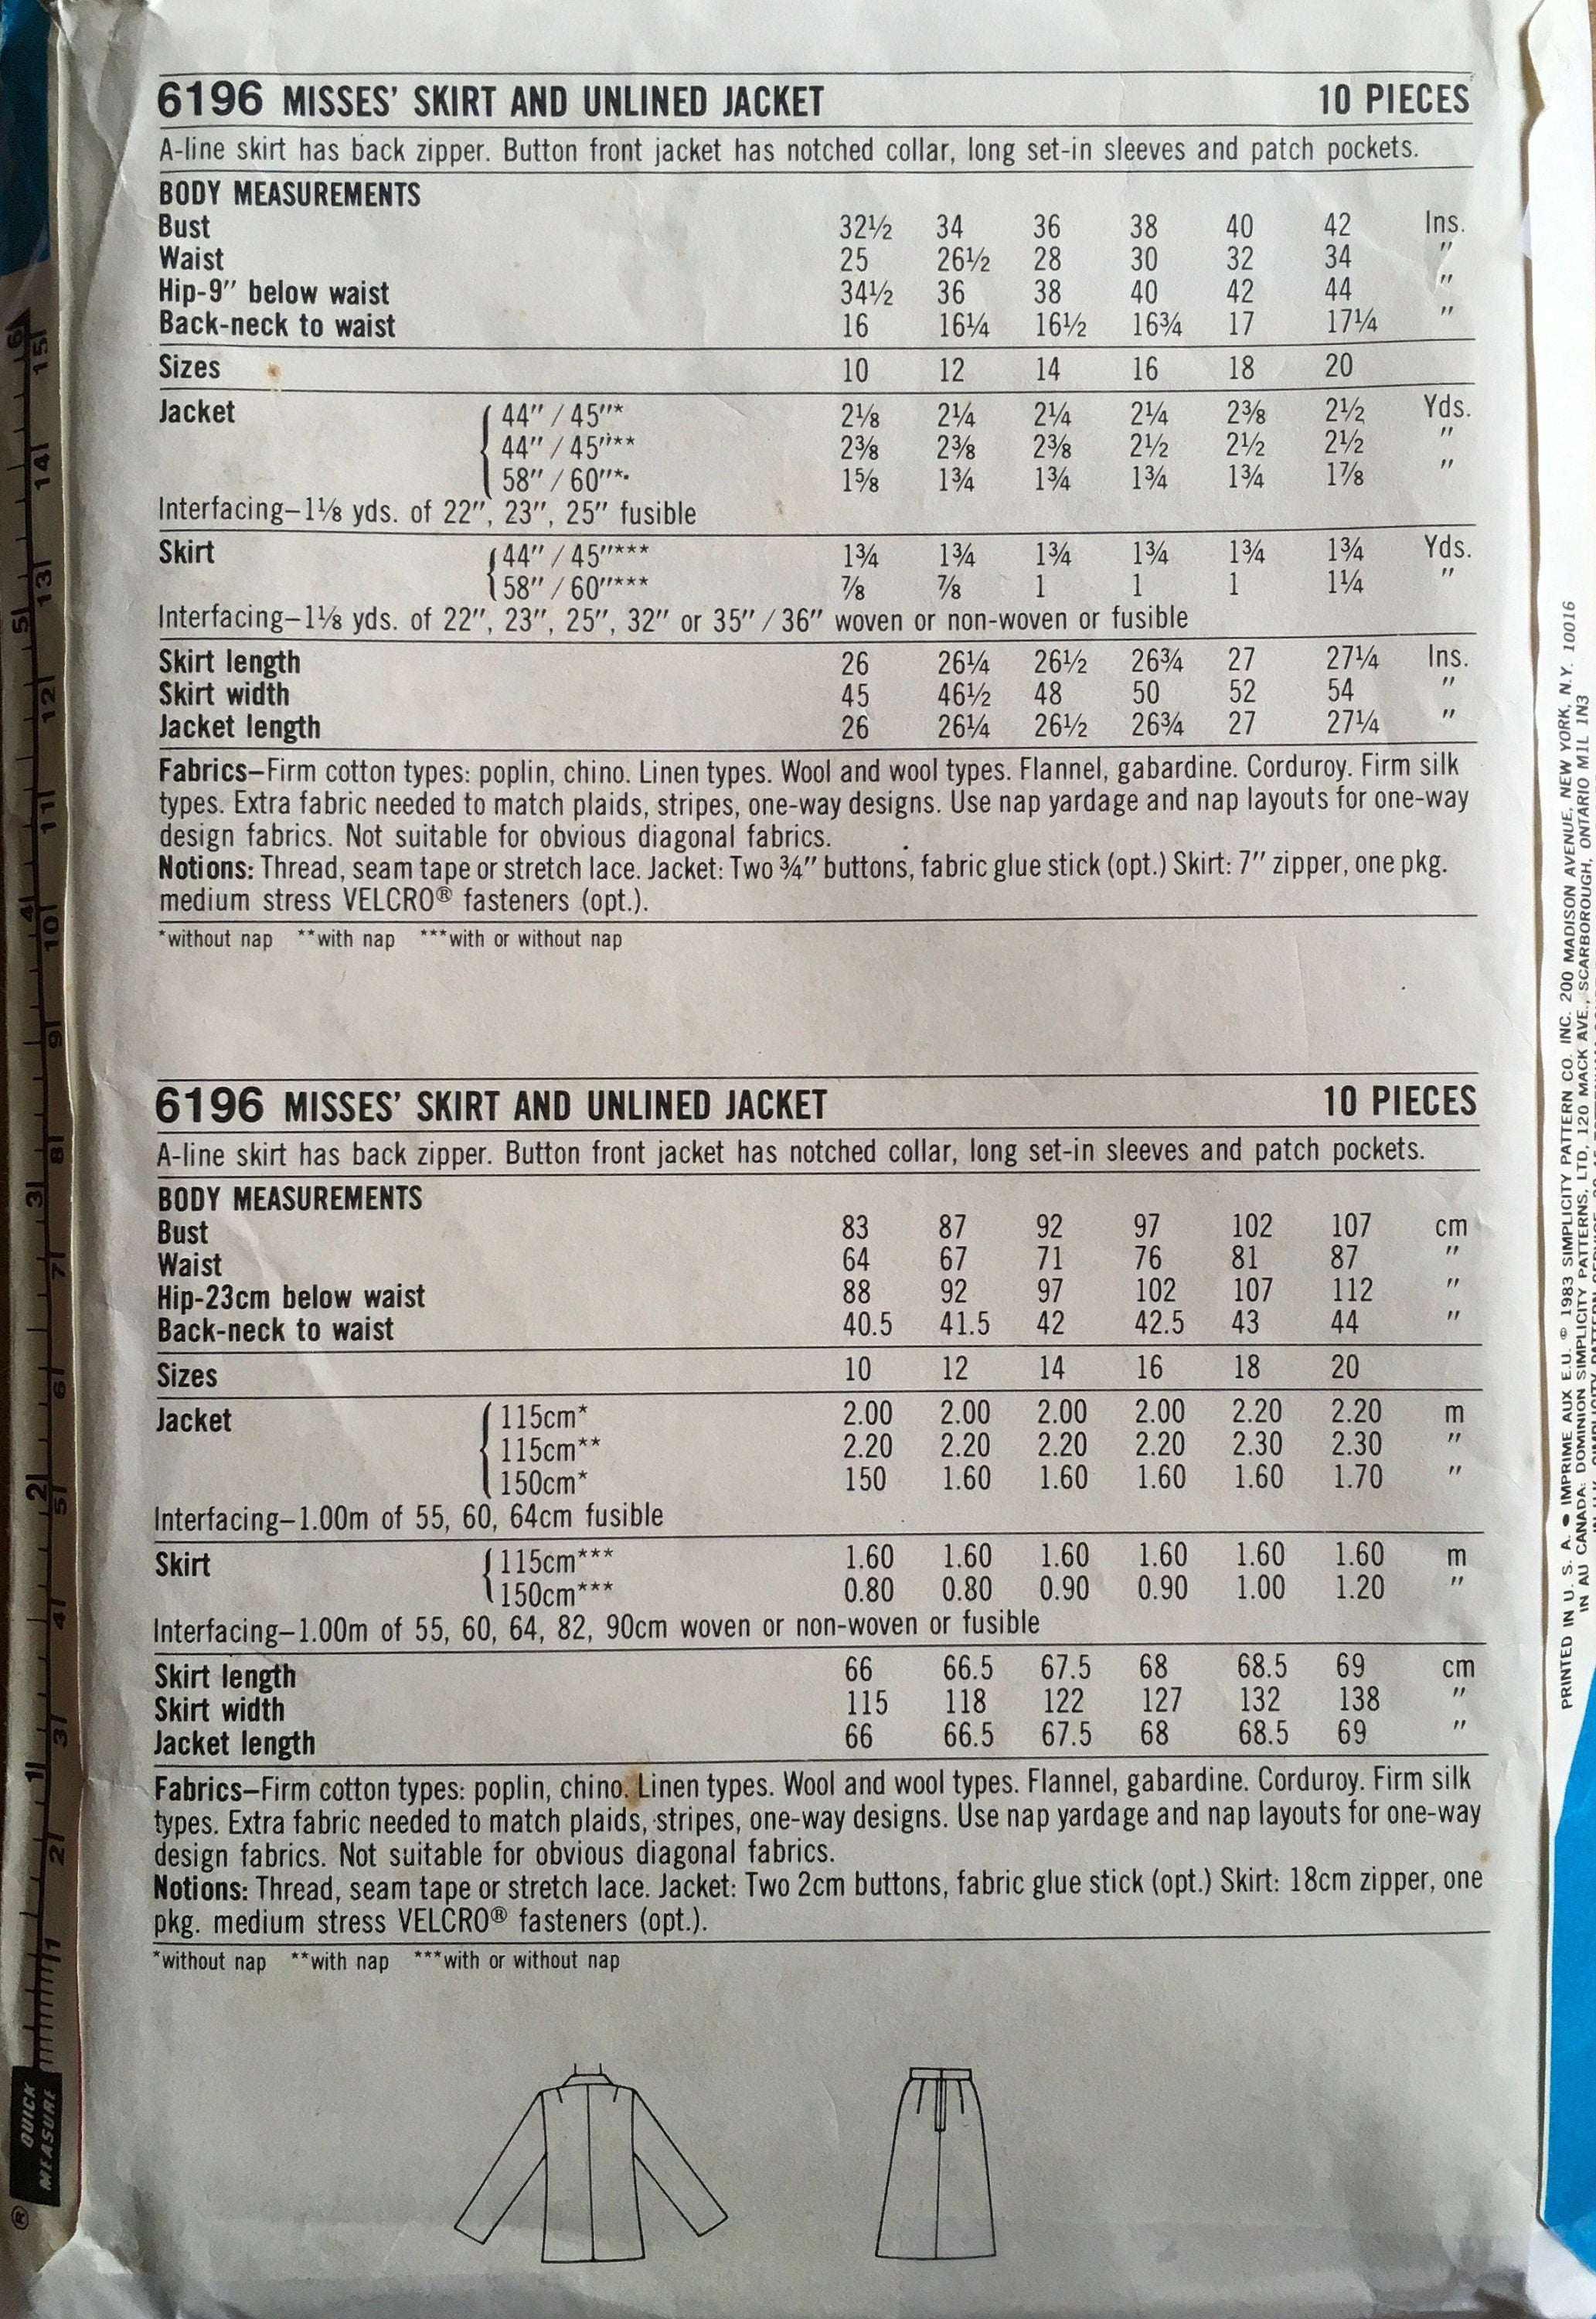 6196 MISSES' SKIRT AND UNLINED JACKET 10 PIECES
A-line skirt has back zipper. Button front jacket has notched collar, long set-in sleeves and patch pockets.
BODY MEASUREMENTS
Bust 32½ 34 36 38 40 42 Ins.
Waist 25 26½ 28 30 32 34 "
Hip-9" below waist 34½ 36 38 40 42 44 "
Back-neck to waist 16 16¼ 16½ 16¾ 17 17¼ "
Sizes 10 12 14 16 18 20
Jacket 44" / 45"* 2⅛ 2¼ 2¼ 2¼ 2⅜ 2½ Yds.
44" / 45"** 2⅜ 2⅜ 2⅜ 2½ 2½ 2½ "
58" / 60"* 1⅝ 1¾ 1¾ 1¾ 1¾ 1⅞ "
Interfacing–1⅛ yds. of 22", 23", 25" fusible
Skirt 44" / 45"*** 1¾ 1¾ 1¾ 1¾ 1¾ 1¾ Yds.
58" / 60"*** ⅞ ⅞ 1 1 1 1¼ "
Interfacing–1⅛ yds. of 22", 23", 25", 32" or 35" / 36" woven or non-woven or fusible
Skirt length 26 26¼ 26½ 26¾ 27 27¼ Ins.
Skirt width 45 46½ 48 50 52 54 "
Jacket length 26 26¼ 26½ 26¾ 27 27¼ "
Fabrics–Firm cotton types: poplin, chino. Linen types. Wool and wool types. Flannel, gabardine. Corduroy. Firm silk
types. Extra fabric needed to match plaids, stripes, one-way designs. Use nap yardage and nap layouts for one-way
design fabrics. Not suitable for obvious diagonal fabrics.
Notions: Thread, seam tape or stretch lace. Jacket: Two ¾" buttons, fabric glue stick (opt.) Skirt: 7" zipper, one pkg.
medium stress VELCRO® fasteners (opt.).
*without nap **with nap ***with or without nap
6196 MISSES' SKIRT AND UNLINED JACKET 10 PIECES
A-line skirt has back zipper. Button front jacket has notched collar, long set-in sleeves and patch pockets.
BODY MEASUREMENTS
Bust 83 87 92 97 102 107 cm
Waist 64 67 71 76 81 87 "
Hip-23cm below waist 88 92 97 102 107 112 "
Back-neck to waist 40.5 41.5 42 42.5 43 44 "
Sizes 10 12 14 16 18 20
Jacket 115cm* 2.00 2.00 2.00 2.00 2.20 2.20 m
115cm** 2.20 2.20 2.20 2.20 2.30 2.30 "
150cm* 150 1.60 1.60 1.60 1.60 1.70 "
Interfacing–1.00m of 55, 60, 64cm fusible
Skirt 115cm*** 1.60 1.60 1.60 1.60 1.60 1.60 m
150cm*** 0.80 0.80 0.90 0.90 1.00 1.20 "
Interfacing–1.00m of 55, 60, 64, 82, 90cm woven or non-woven or fusible
Skirt length 66 66.5 67.5 68 68.5 69 cm
Skirt width 115 118 122 127 132 138 "
Jacket length 66 66.5 67.5 68 68.5 69 "
Fabrics–Firm cotton types: poplin, chino. Linen types. Wool and wool types. Flannel, gabardine. Corduroy. Firm silk
types. Extra fabric needed to match plaids, stripes, one-way designs. Use nap yardage and nap layouts for one-way
design fabrics. Not suitable for obvious diagonal fabrics.
Notions: Thread, seam tape or stretch lace. Jacket: Two 2cm buttons, fabric glue stick (opt.) Skirt: 18cm zipper, one
pkg. medium stress VELCRO® fasteners (opt.).
*without nap **with nap ***with or without nap
QUICK
MEASURE
®
1 2 3 4 5 6
1 2 3 4 5 6 7 8 9 10 11 12 13 14 15
PRINTED IN U. S. A. ● IMPRIME AUX E.U. © 1983 SIMPLICITY PATTERN CO. INC. 200 MADISON AVENUE, NEW YORK, N.Y. 10016
IN AU CANADA: DOMINION SIMPLICITY PATTERNS, LTD, 120 MACK AVE., SCARBOROUGH, ONTARIO M1L 1N3